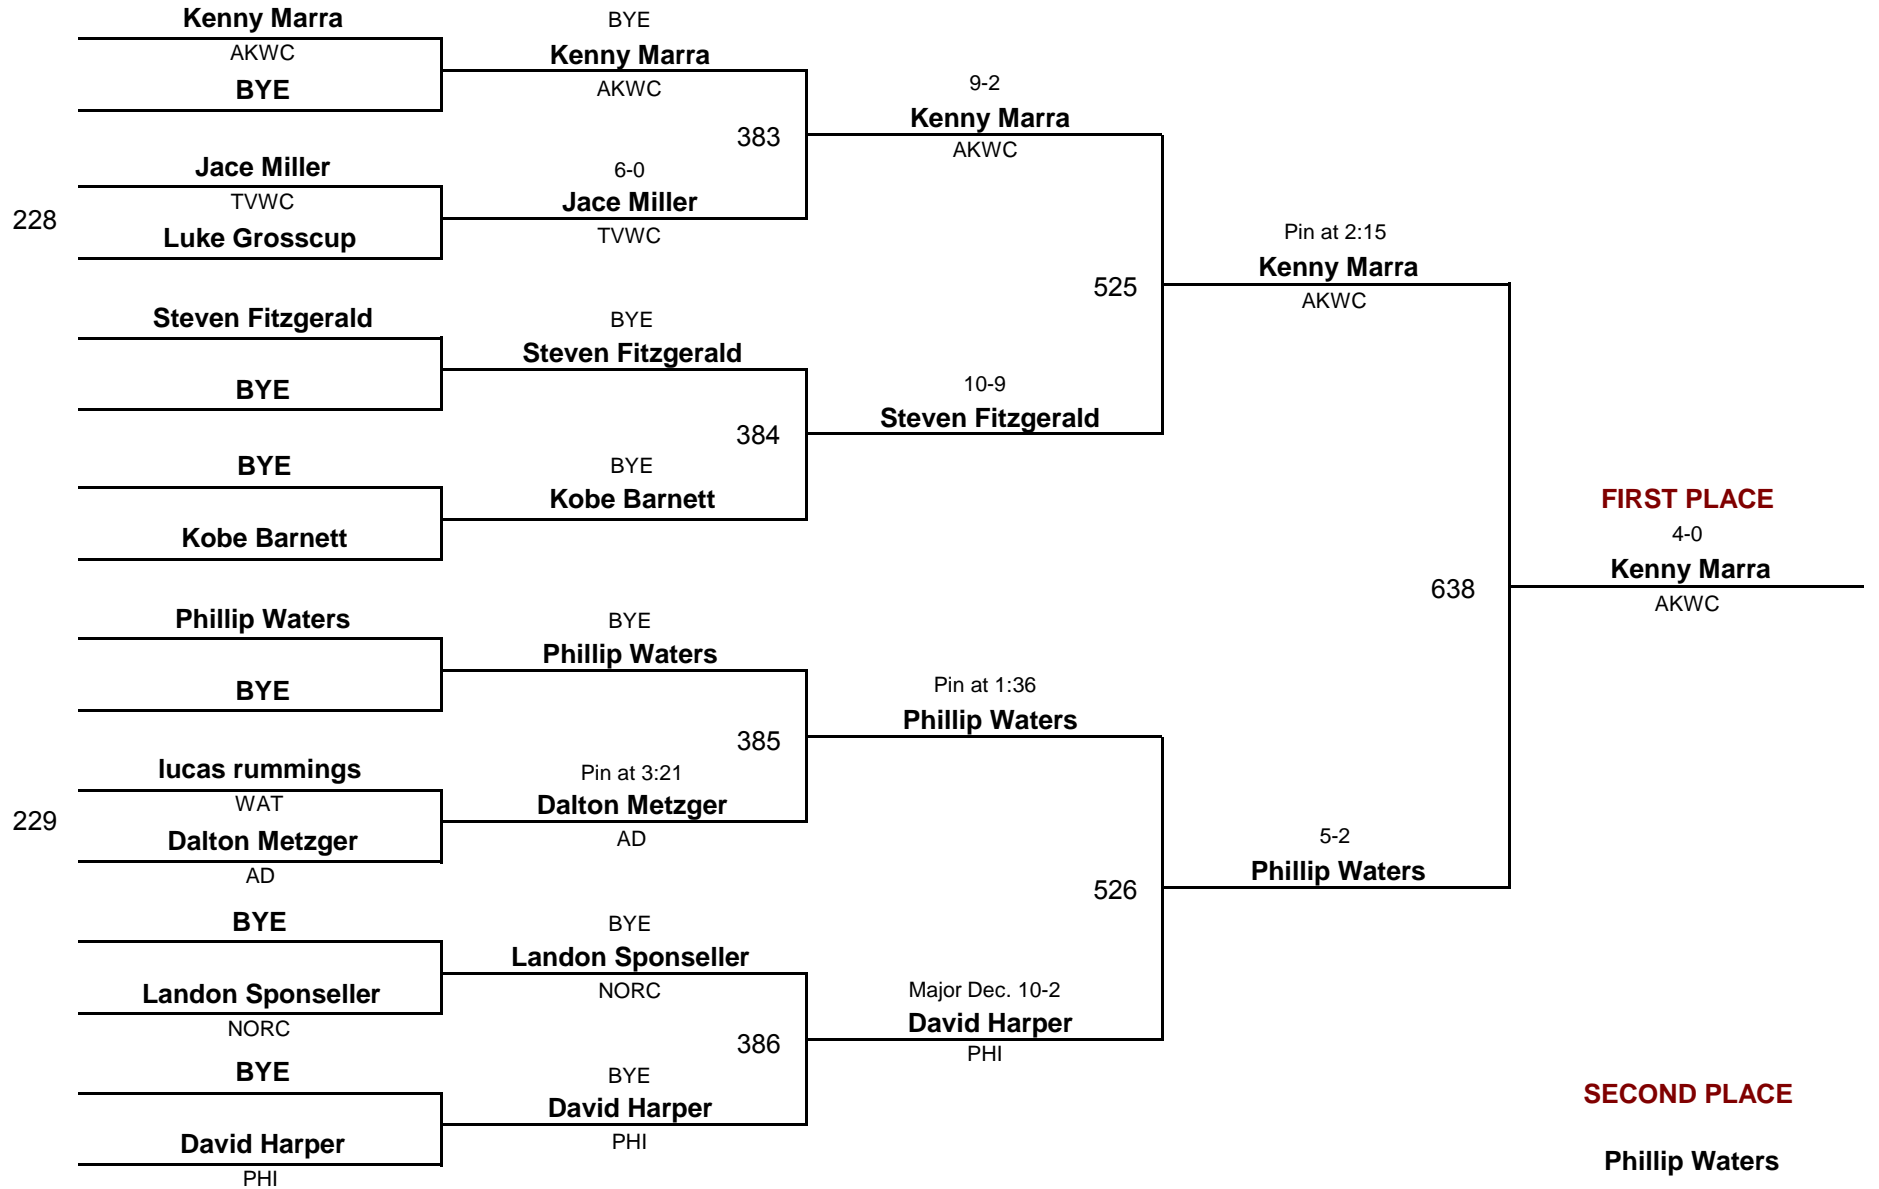 Kenny Marra
AKWC
BYE
228
Jace Miller
TVWC
Luke Grosscup
Steven Fitzgerald
BYE
BYE
Kobe Barnett
Phillip Waters
BYE
229
lucas rummings
WAT
Dalton Metzger
AD
BYE
Landon Sponseller
NORC
BYE
David Harper
PHI
BYE
Kenny Marra
AKWC
383
6-0
Jace Miller
TVWC
BYE
Steven Fitzgerald
384
BYE
Kobe Barnett
BYE
Phillip Waters
385
Pin at 3:21
Dalton Metzger
AD
BYE
Landon Sponseller
NORC
386
BYE
David Harper
PHI
9-2
Kenny Marra
AKWC
525
10-9
Steven Fitzgerald
Pin at 1:36
Phillip Waters
526
Major Dec. 10-2
David Harper
PHI
Pin at 2:15
Kenny Marra
AKWC
638
5-2
Phillip Waters
FIRST PLACE
4-0
Kenny Marra
AKWC
SECOND PLACE
Phillip Waters